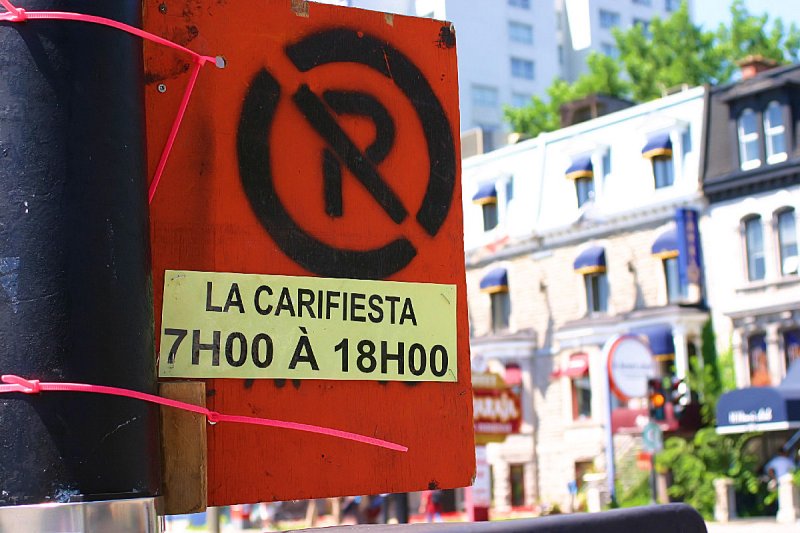 P
LA CARIFIESTA
7H00 À 18H00